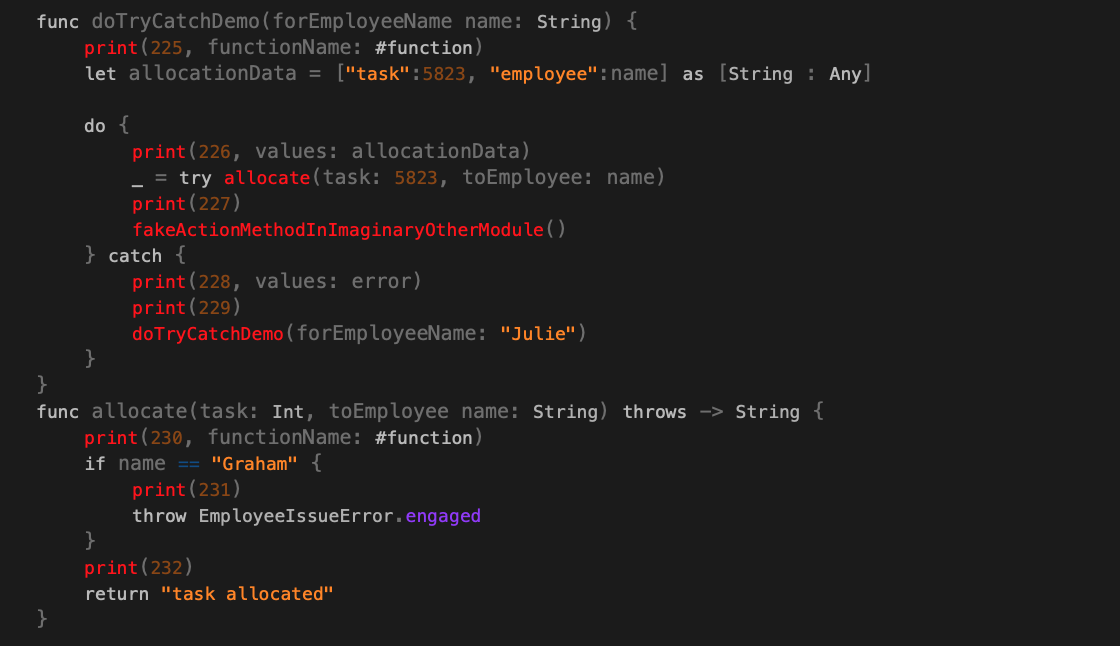 func doTryCatchDemo(forEmployeeName name: String) {
    print(225, functionName: #function)
    let allocationData = ["task":5823, "employee":name] as [String : Any]

    do {
        print(226, values: allocationData)
        _ = try allocate(task: 5823, toEmployee: name)
        print(227)
        fakeActionMethodInImaginaryOtherModule()
    } catch {
        print(228, values: error)
        print(229)
        doTryCatchDemo(forEmployeeName: "Julie")
    }
}
func allocate(task: Int, toEmployee name: String) throws -> String {
    print(230, functionName: #function)
    if name == "Graham" {
        print(231)
        throw EmployeeIssueError.engaged
    }
    print(232)
    return "task allocated"
}